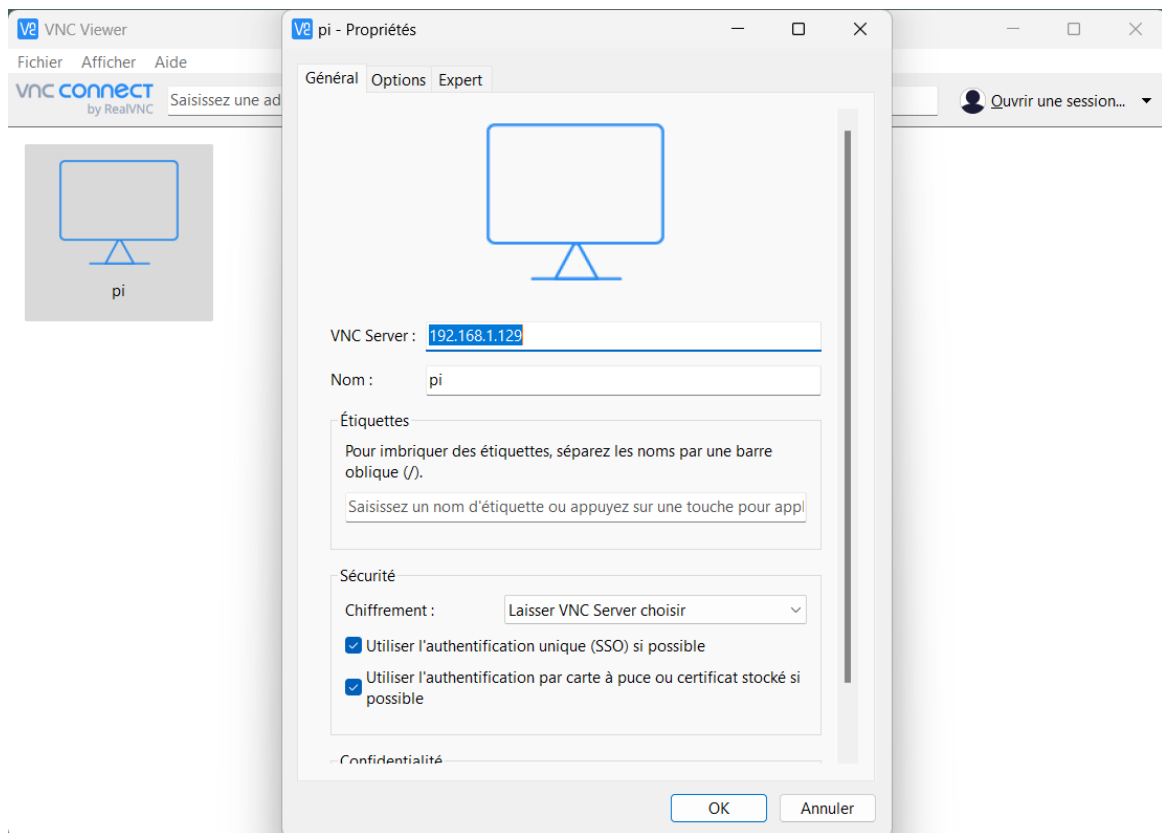 VNC Viewer
Fichier Afficher Aide
vnc connect
by RealVNC
Saisissez une ad
Ouvrir une session...
pi
pi - Propriétés
Général Options Expert
VNC Server : 192.168.1.129
Nom : pi
Étiquettes
Pour imbriquer des étiquettes, séparez les noms par une barre
oblique (/).
Saisissez un nom d'étiquette ou appuyez sur une touche pour appl
Sécurité
Chiffrement : Laisser VNC Server choisir
Utiliser l'authentification unique (SSO) si possible
Utiliser l'authentification par carte à puce ou certificat stocké si
possible
Confidentialité
OK Annuler